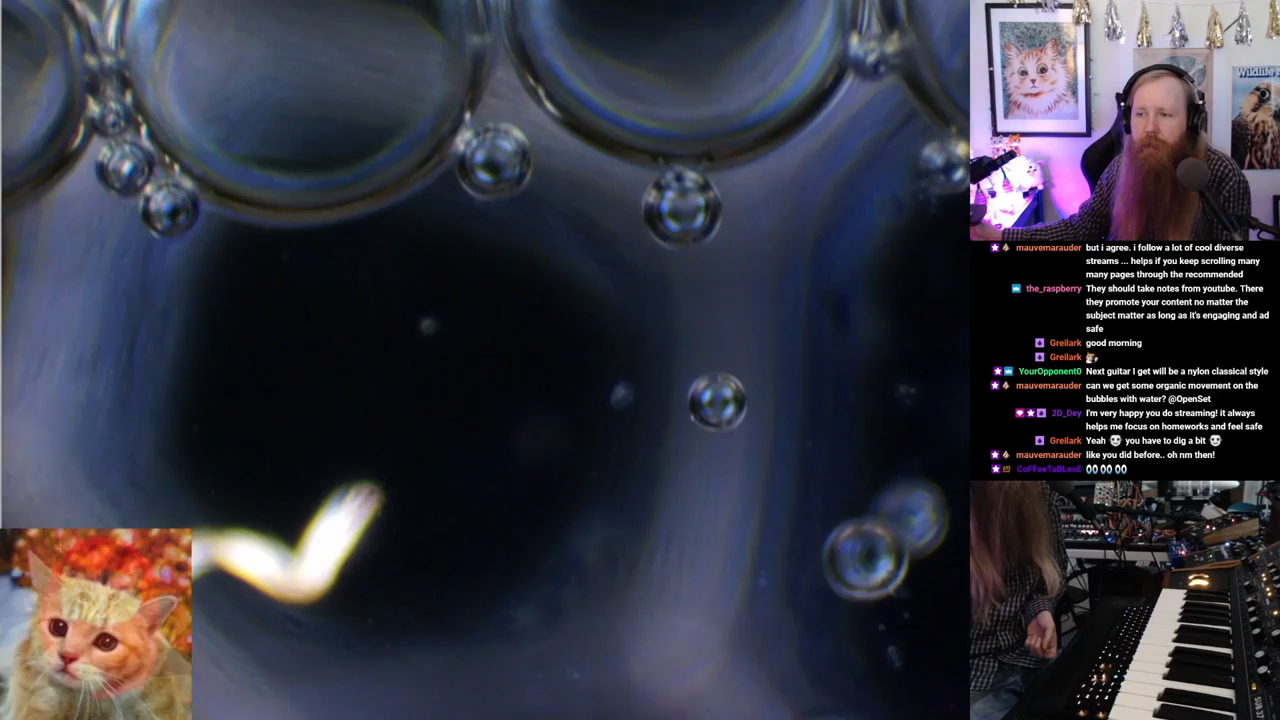 Wildlife
mauvemarauder but i agree. i follow a lot of cool diverse
streams ... helps if you keep scrolling many
many pages through the recommended
the_raspberry They should take notes from youtube. There
they promote your content no matter the
subject matter as long as it's engaging and ad
safe
Greilark good morning
Greilark
YourOpponent0 Next guitar I get will be a nylon classical style
mauvemarauder can we get some organic movement on the
bubbles with water? @OpenSet
2D_Dey I'm very happy you do streaming! it always
helps me focus on homeworks and feel safe
Greilark Yeah you have to dig a bit
mauvemarauder like you did before.. oh nm then!
CoFFeeTaBLesE